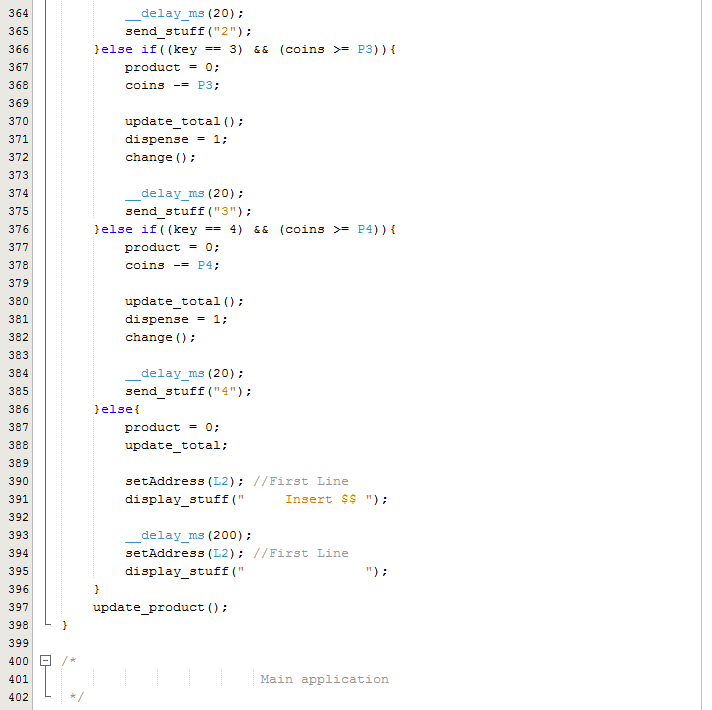 364 __delay_ms(20);
365 send_stuff("2");
366 }else if((key == 3) && (coins >= P3)){
367 product = 0;
368 coins -= P3;
369
370 update_total();
371 dispense = 1;
372 change();
373
374 __delay_ms(20);
375 send_stuff("3");
376 }else if((key == 4) && (coins >= P4)){
377 product = 0;
378 coins -= P4;
379
380 update_total();
381 dispense = 1;
382 change();
383
384 __delay_ms(20);
385 send_stuff("4");
386 }else{
387 product = 0;
388 update_total;
389
390 setAddress(L2); //First Line
391 display_stuff("     Insert $$ ");
392
393 __delay_ms(200);
394 setAddress(L2); //First Line
395 display_stuff("               ");
396 }
397 update_product();
398 }
399
400 /*
401 Main application
402 */